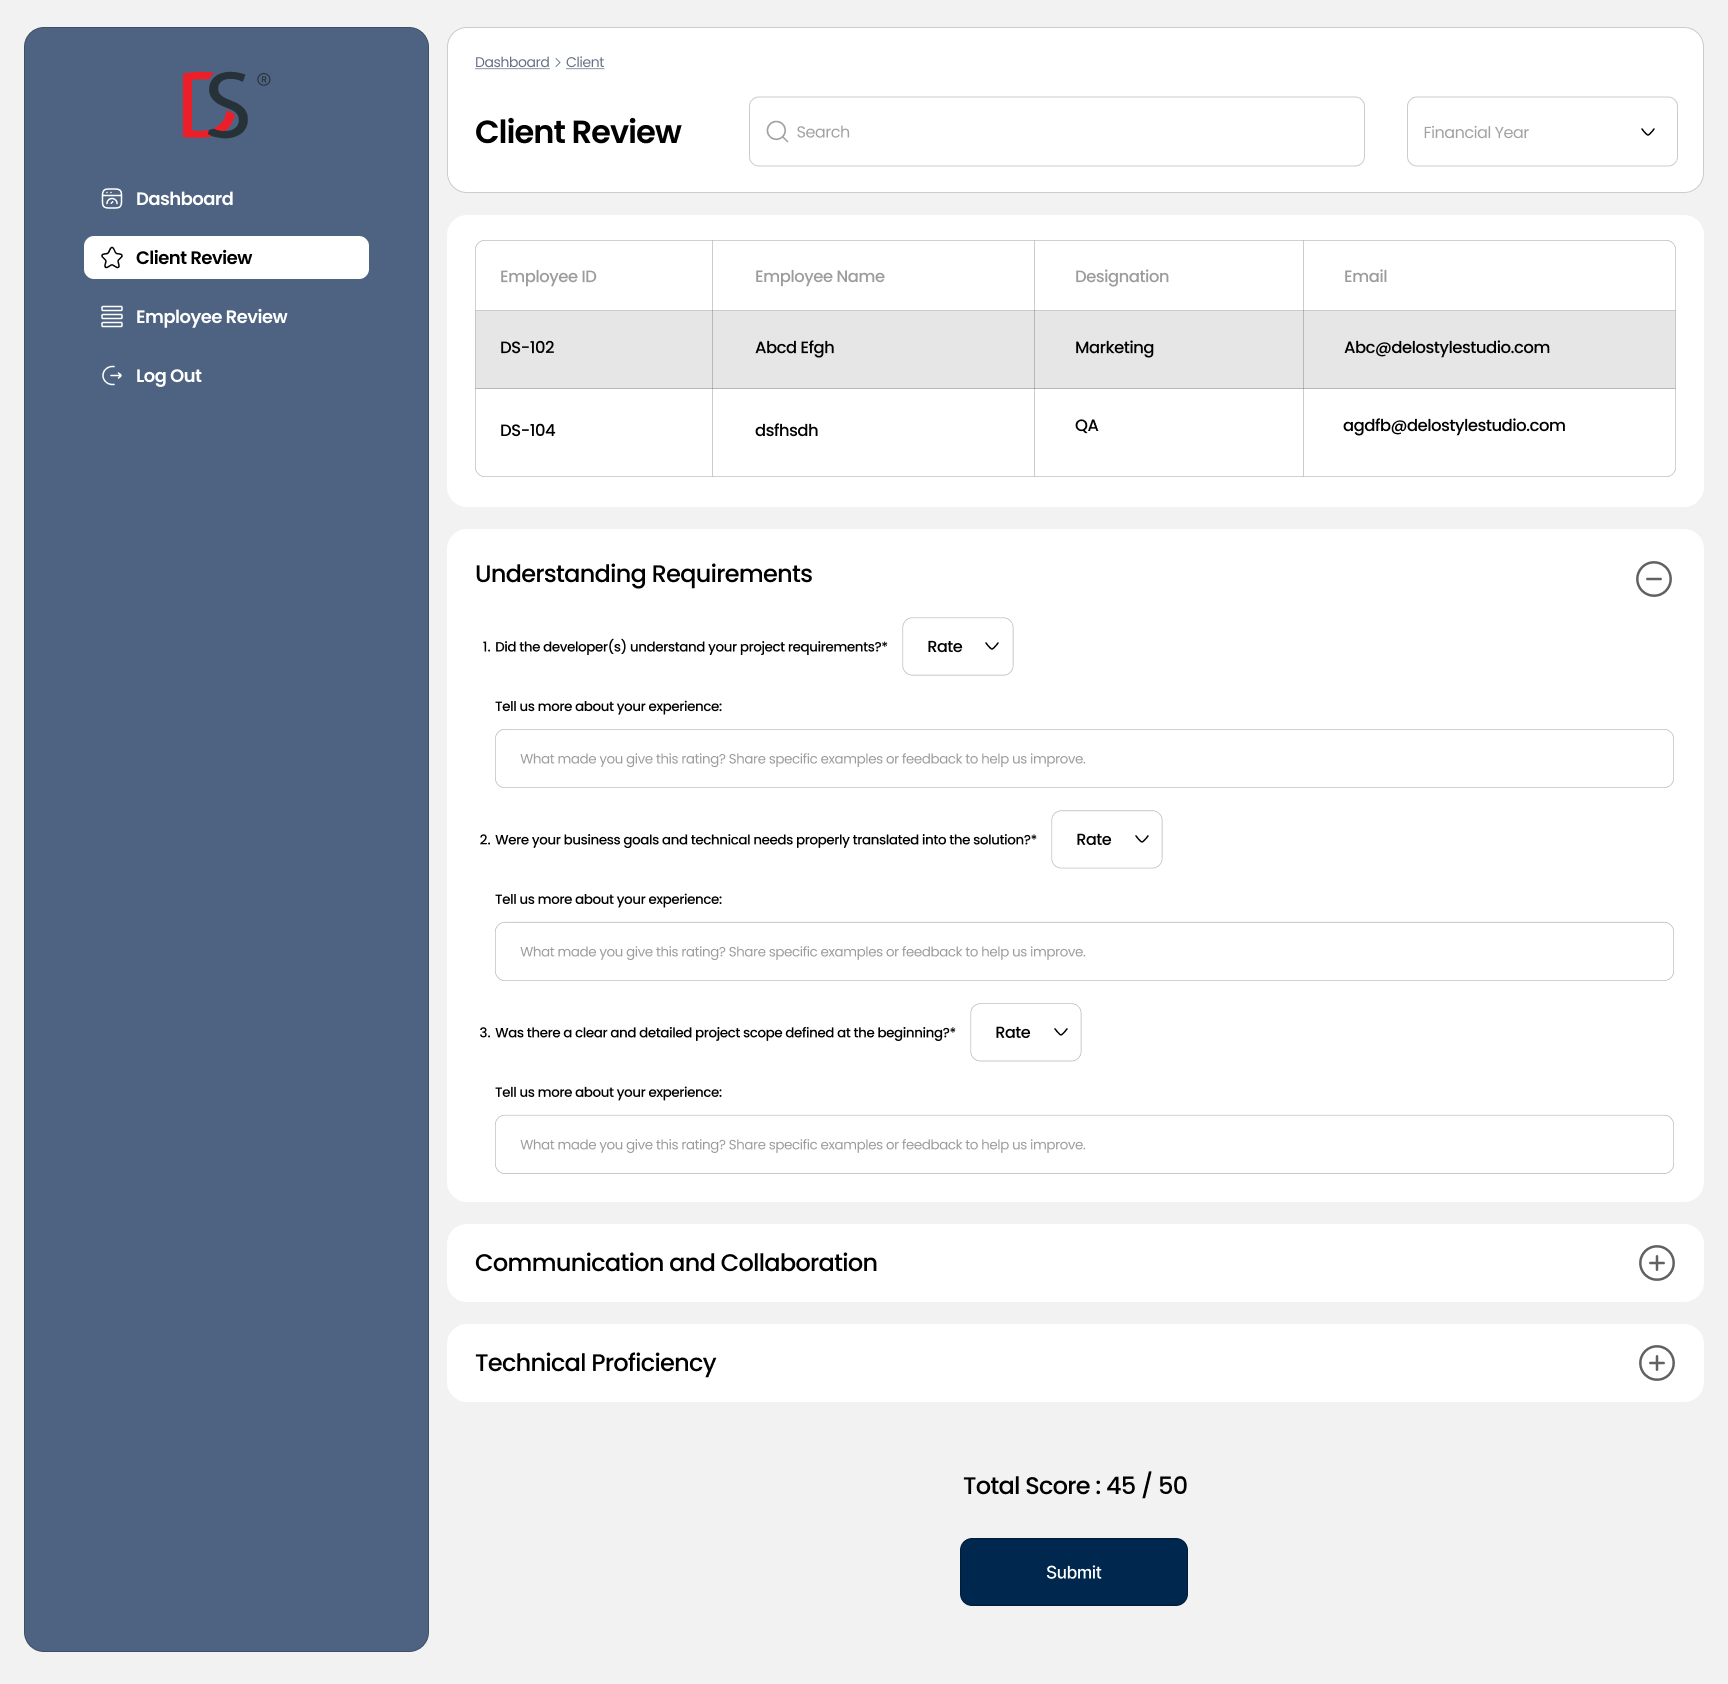 DS ®
Dashboard
Client Review
Employee Review
Log Out
Dashboard > Client
Client Review
Search
Financial Year
Employee ID Employee Name Designation Email
DS-102 Abcd Efgh Marketing Abc@delostylestudio.com
DS-104 dsfhsdh QA agdfb@delostylestudio.com
Understanding Requirements
1. Did the developer(s) understand your project requirements?* Rate
Tell us more about your experience:
What made you give this rating? Share specific examples or feedback to help us improve.
2. Were your business goals and technical needs properly translated into the solution?* Rate
Tell us more about your experience:
What made you give this rating? Share specific examples or feedback to help us improve.
3. Was there a clear and detailed project scope defined at the beginning?* Rate
Tell us more about your experience:
What made you give this rating? Share specific examples or feedback to help us improve.
Communication and Collaboration
Technical Proficiency
Total Score : 45 / 50
Submit